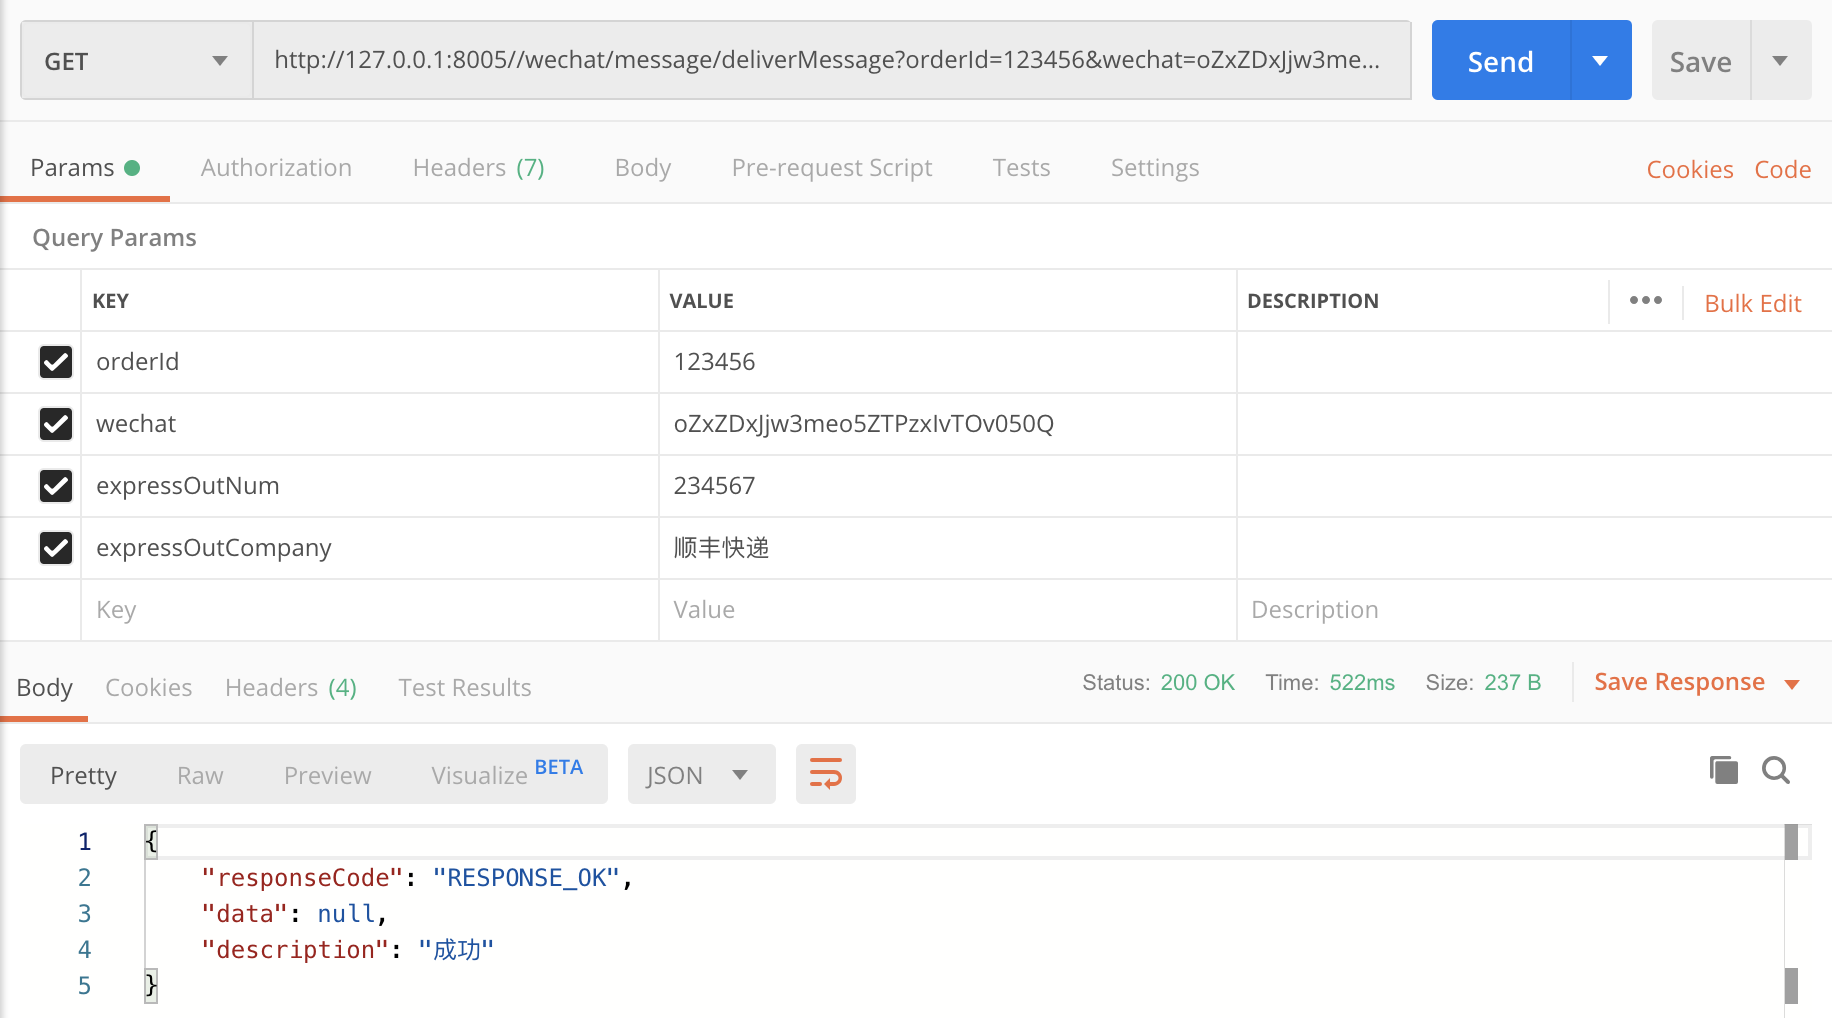 GET http://127.0.0.1:8005//wechat/message/deliverMessage?orderId=123456&wechat=oZxZDxJjw3me... Send Save
Params Authorization Headers (7) Body Pre-request Script Tests Settings Cookies Code
Query Params
KEY VALUE DESCRIPTION ••• Bulk Edit
orderId 123456
wechat oZxZDxJjw3meo5ZTPzxIvTOv050Q
expressOutNum 234567
expressOutCompany 顺丰快递
Key Value Description
Body Cookies Headers (4) Test Results Status: 200 OK Time: 522ms Size: 237 B Save Response
Pretty Raw Preview Visualize BETA JSON
1 {
2 "responseCode": "RESPONSE_OK",
3 "data": null,
4 "description": "成功"
5 }